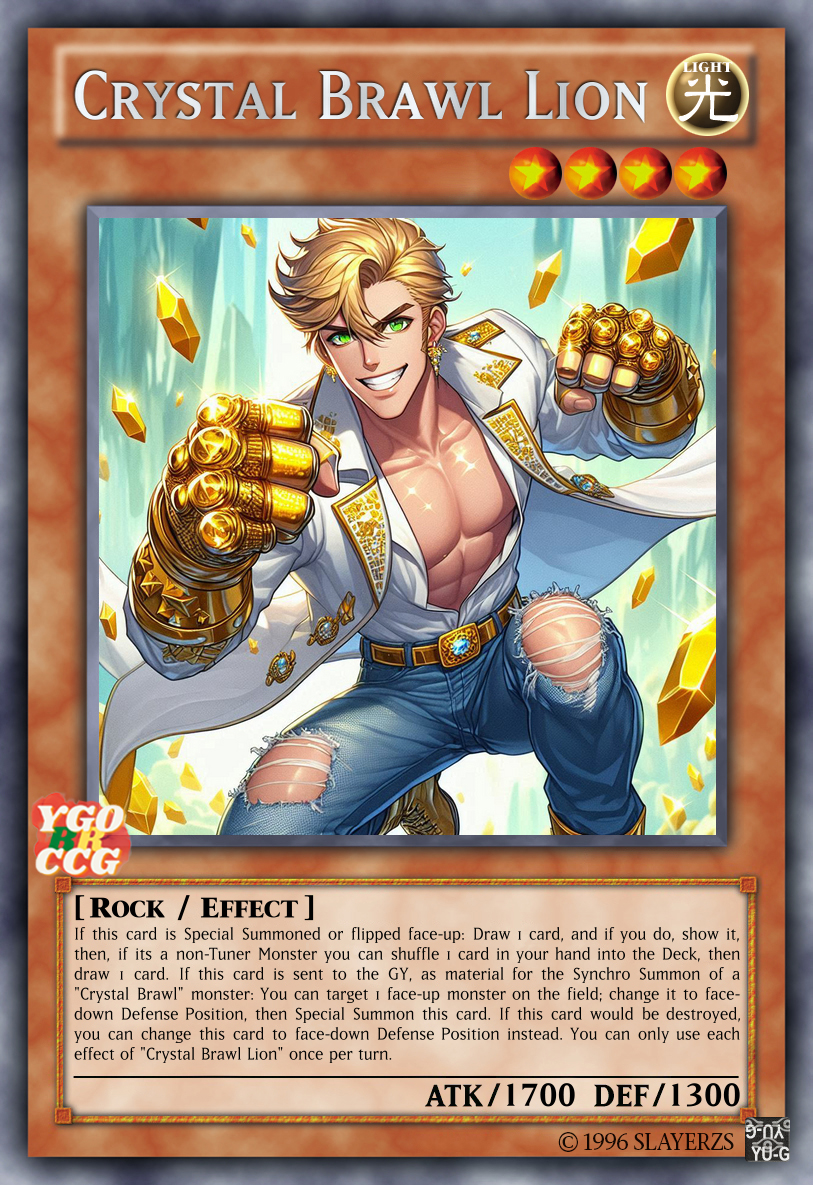 CRYSTAL BRAWL LION
LIGHT
光
YGO
BR
CCG
[ ROCK / EFFECT ]
If this card is Special Summoned or flipped face-up: Draw 1 card, and if you do, show it,
then, if its a non-Tuner Monster you can shuffle 1 card in your hand into the Deck, then
draw 1 card. If this card is sent to the GY, as material for the Synchro Summon of a
"Crystal Brawl" monster: You can target 1 face-up monster on the field; change it to face-
down Defense Position, then Special Summon this card. If this card would be destroyed,
you can change this card to face-down Defense Position instead. You can only use each
effect of "Crystal Brawl Lion" once per turn.
ATK/1700 DEF/1300
© 1996 SLAYERZS
YU-G
YU-G